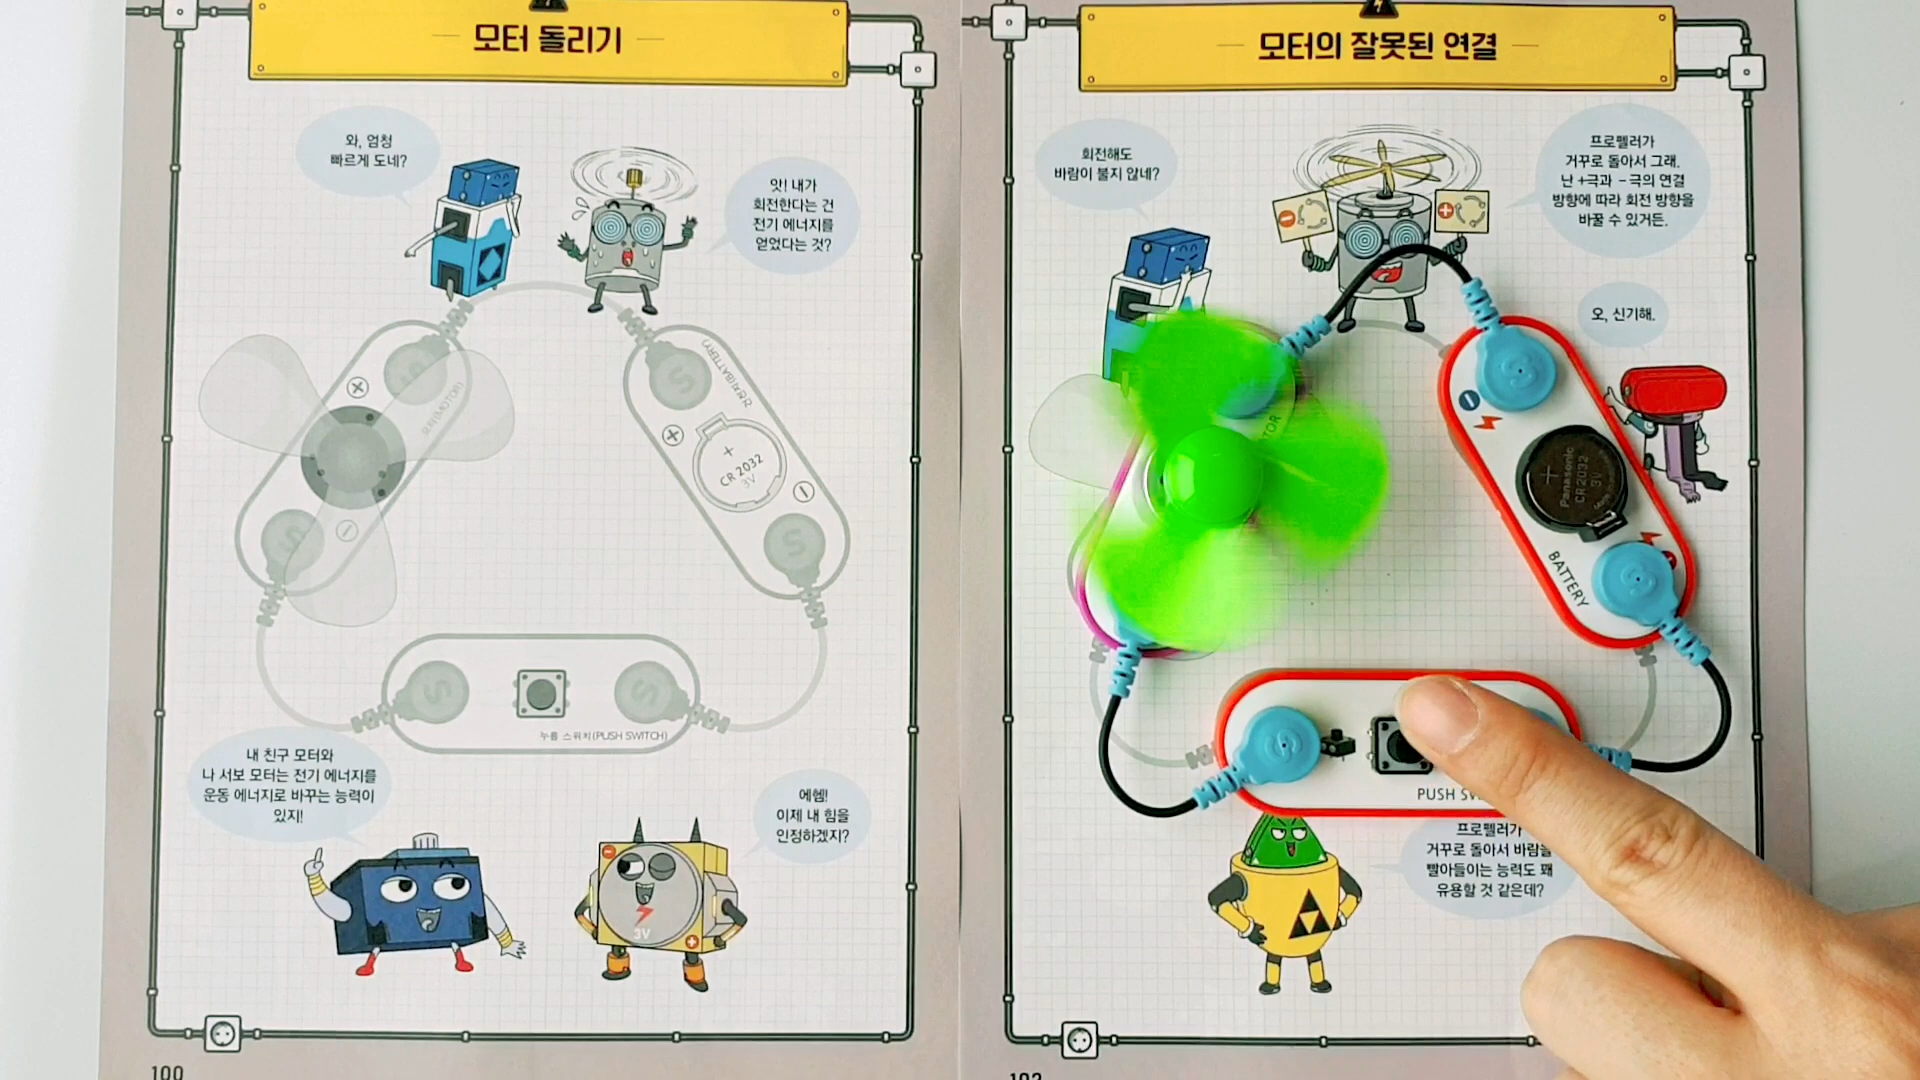 모터 돌리기
와, 엄청
빠르게 도네?
앗! 내가
회전한다는 건
전기 에너지를
얻었다는 것?
모터(MOTOR)
전지(BATTERY)
+
CR 2032
3V
누름 스위치(PUSH SWITCH)
내 친구 모터와
나 서보 모터는 전기 에너지를
운동 에너지로 바꾸는 능력이
있지!
에헴!
이제 내 힘을
인정하겠지?
3V
100
모터의 잘못된 연결
회전해도
바람이 불지 않네?
프로펠러가
거꾸로 돌아서 그래.
난 +극과 -극의 연결
방향에 따라 회전 방향을
바꿀 수 있거든.
오, 신기해.
Panasonic
CR2032
3V
BATTERY
PUSH
프로펠러가
거꾸로 돌아서 바람을
빨아들이는 능력도 꽤
유용할 것 같은데?